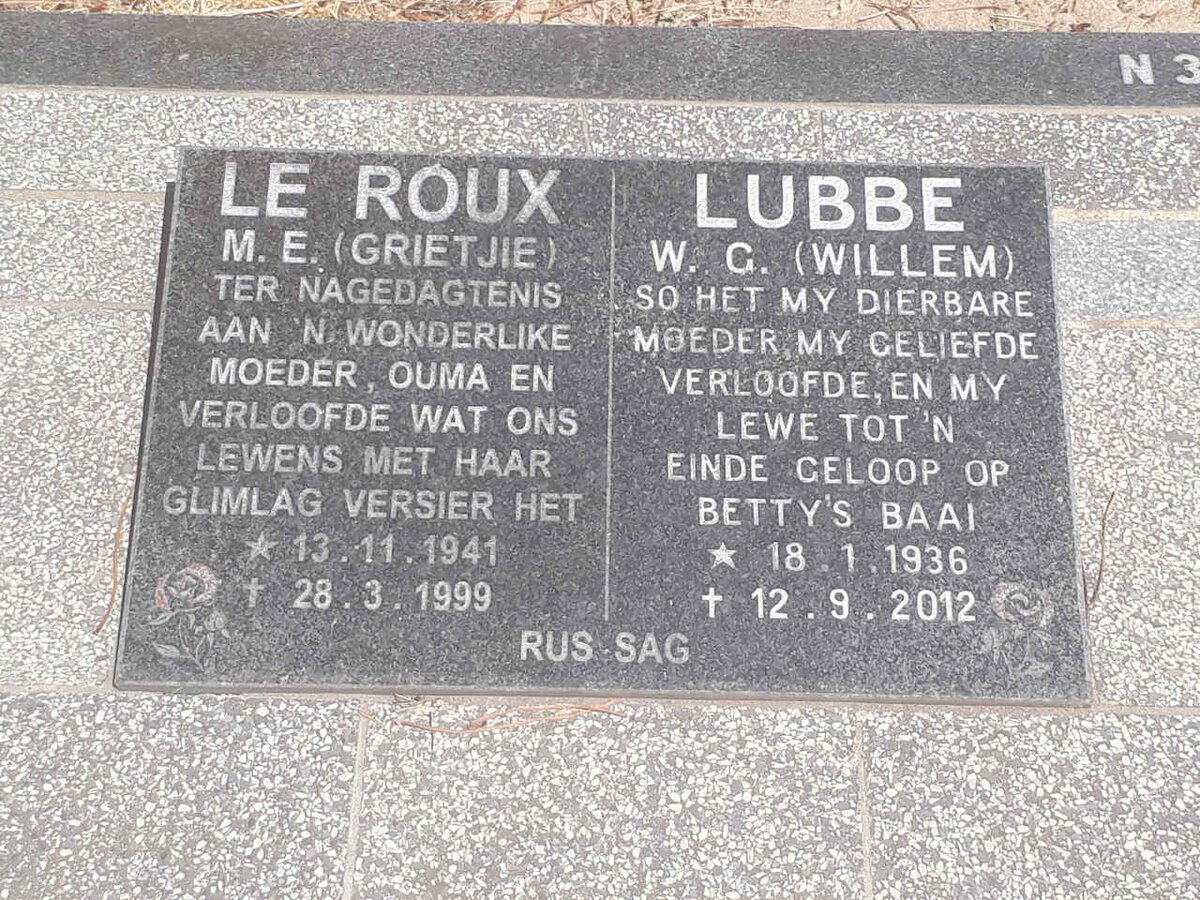 N 3
LE ROUX
M. E. (GRIETJIE)
TER NAGEDAGTENIS
AAN 'N WONDERLIKE
MOEDER, OUMA EN
VERLOOFDE WAT ONS
LEWENS MET HAAR
GLIMLAG VERSIER HET
★ 13.11.1941
✝ 28.3.1999
LUBBE
W. G. (WILLEM)
SO HET MY DIERBARE
MOEDER, MY GELIEFDE
VERLOOFDE, EN MY
LEWE TOT 'N
EINDE GELOOP OP
BETTY'S BAAI
★ 18.1.1936
✝ 12.9.2012
RUS SAG